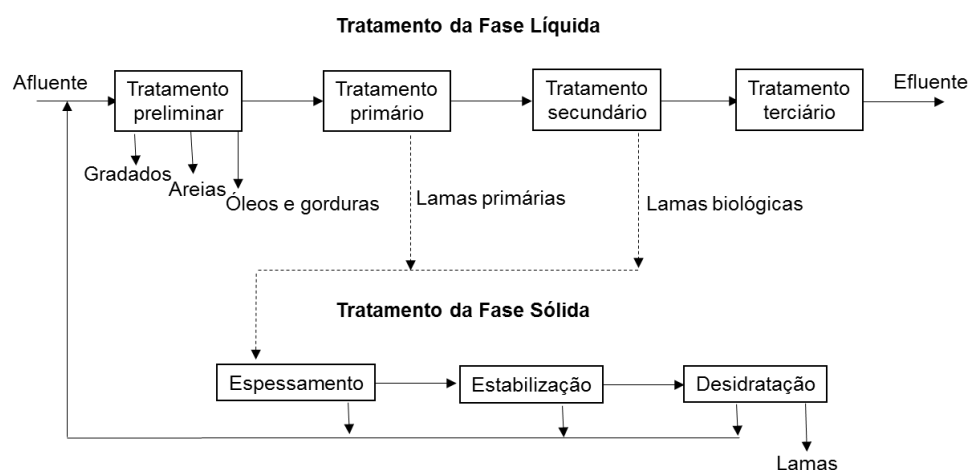 Tratamento da Fase Líquida
Afluente
Tratamento
preliminar
Tratamento
primário
Tratamento
secundário
Tratamento
terciário
Efluente
Gradados
Areias
Óleos e gorduras
Lamas primárias
Lamas biológicas
Tratamento da Fase Sólida
Espessamento
Estabilização
Desidratação
Lamas